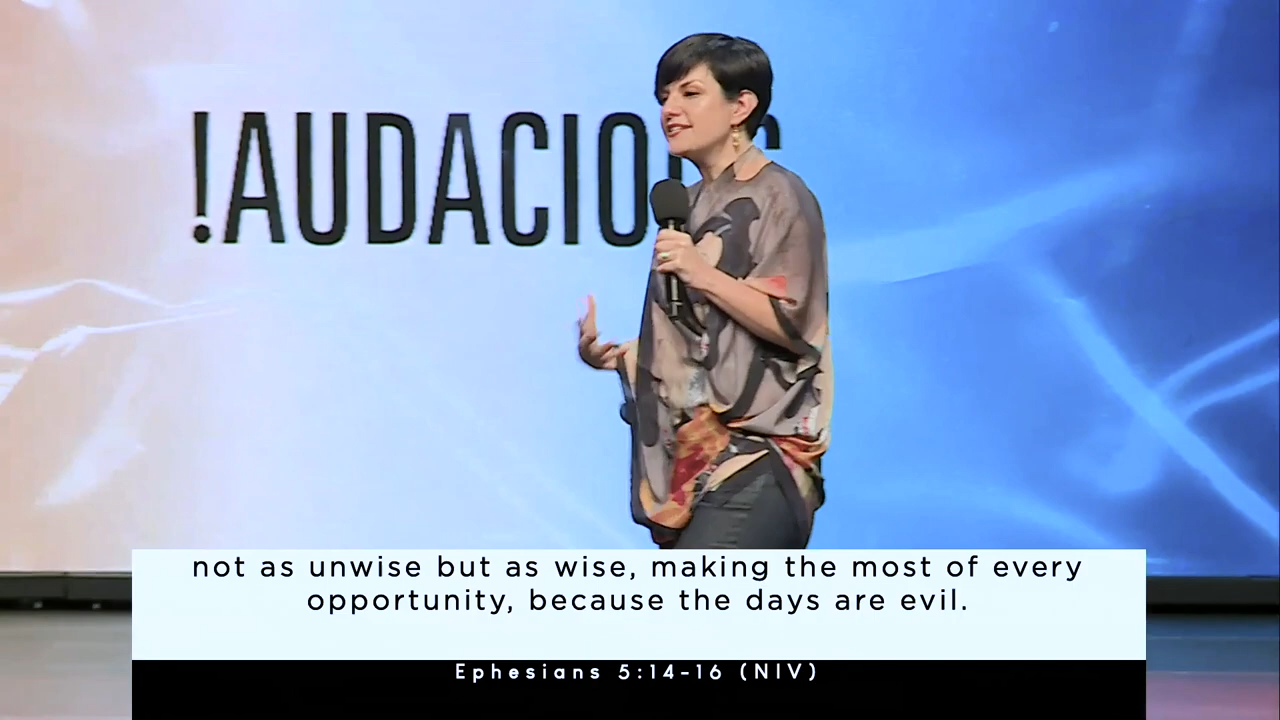 !AUDACIO
not as unwise but as wise, making the most of every
opportunity, because the days are evil.
Ephesians 5:14-16 (NIV)